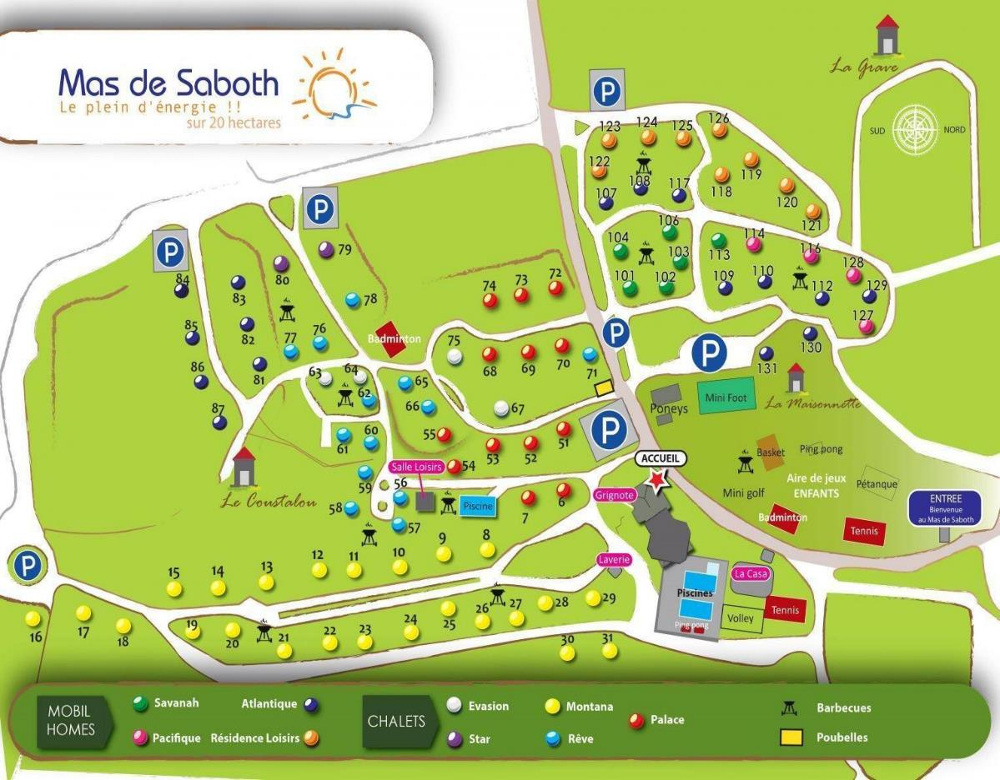 Mas de Saboth
Le plein d'énergie !!
sur 20 hectares
La Grave
SUD
NORD
P
P
P
P
P
P
P
123
124
125
126
122
108
107
117
118
119
120
121
104
106
103
101
102
113
114
116
109
110
112
128
129
127
130
131
84
83
80
79
78
85
82
77
76
86
81
87
74
73
72
Badminton
75
68
69
70
71
63
64
62
65
66
67
61
60
55
53
52
51
54
59
56
58
57
Salle Loisirs
Piscine
7
6
Le Coustalou
Poneys
Mini Foot
La Maisonnette
ACCUEIL
Grignote
Basket
Ping pong
Mini golf
Aire de jeux
ENFANTS
Pétanque
Badminton
Tennis
ENTREE
Bienvenue
au Mas de Saboth
Laverie
La Casa
Piscines
Ping pong
Volley
Tennis
15
14
13
12
11
10
9
8
16
17
18
19
20
21
22
23
24
25
26
27
28
29
30
31
MOBIL
HOMES
Savanah
Atlantique
Pacifique
Résidence Loisirs
CHALETS
Evasion
Montana
Palace
Star
Rêve
Barbecues
Poubelles